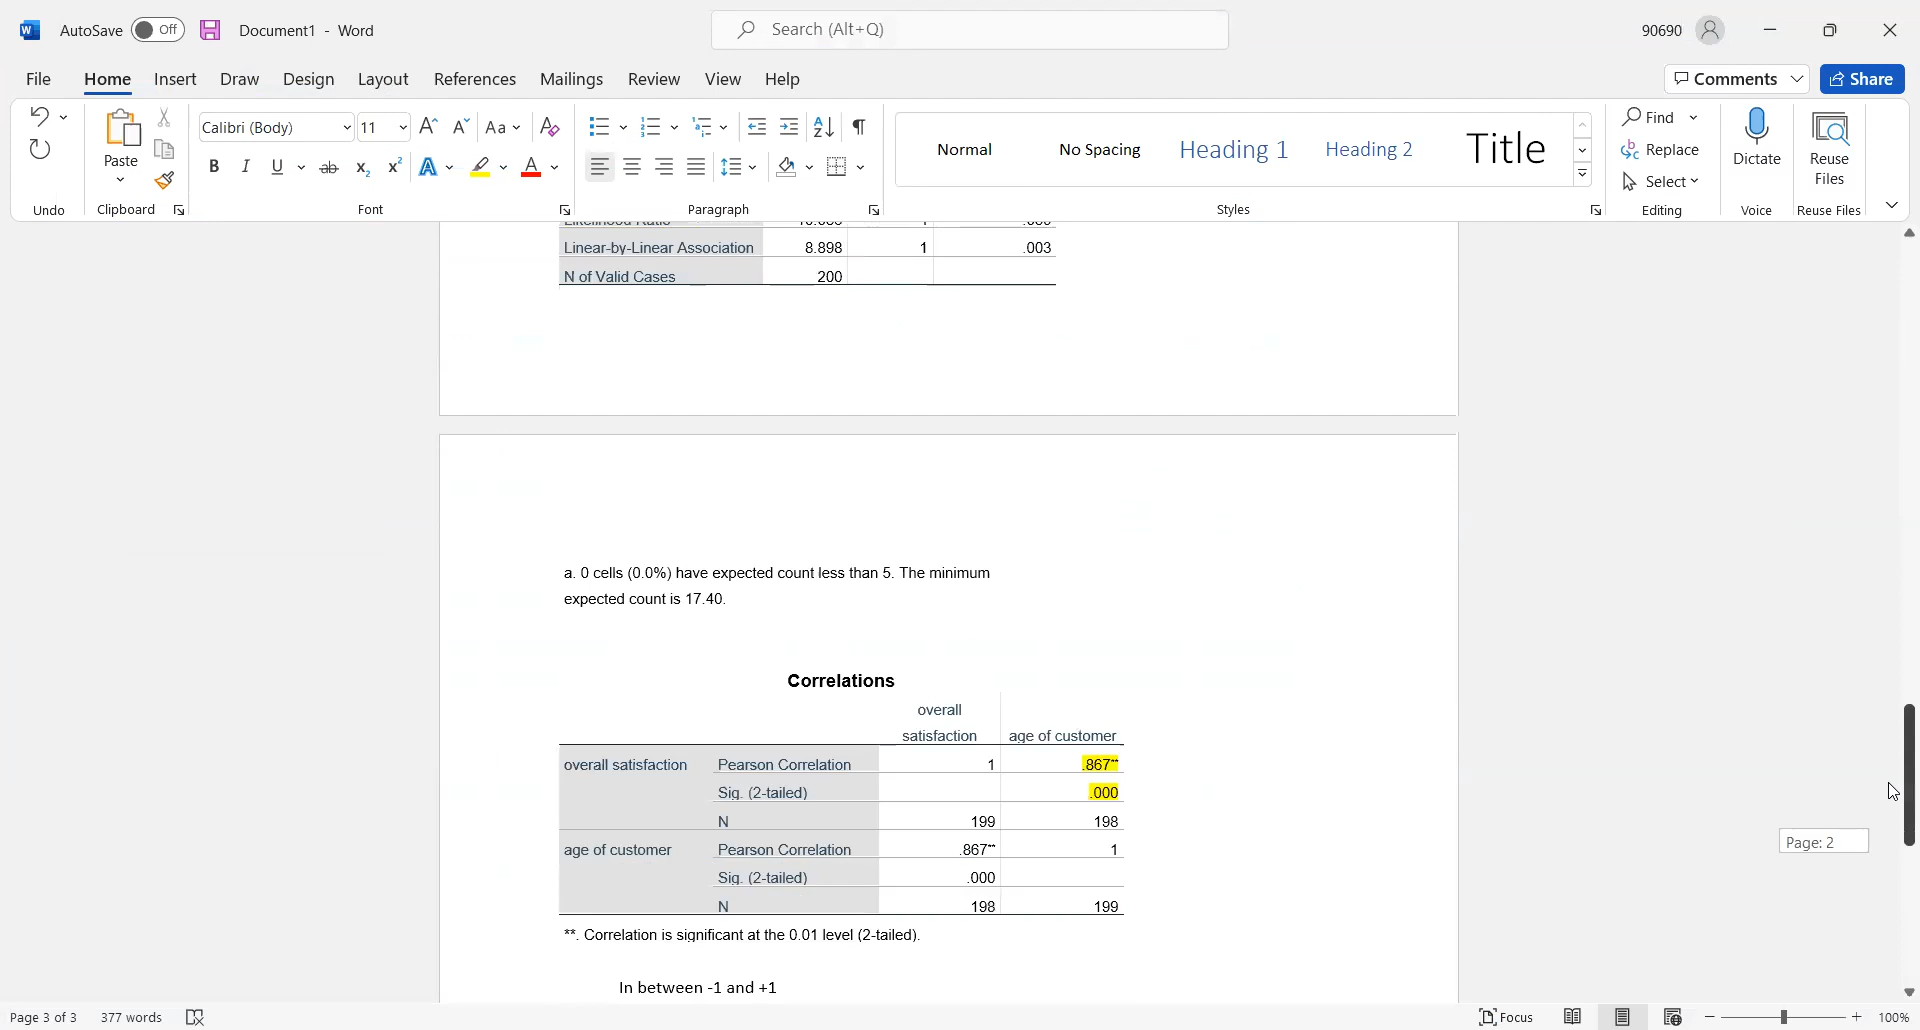 AutoSave Off Document1 - Word Search (Alt+Q) 90690
File Home Insert Draw Design Layout References Mailings Review View Help Comments Share
Calibri (Body) 11 Aa
Normal No Spacing Heading 1 Heading 2 Title
Find
Replace
Select
Paste
Dictate
Reuse
Files
B I U ab x₂ x² A A
Undo Clipboard Font Paragraph Styles Editing Voice Reuse Files
Linear-by-Linear Association 8.898 1 .003
N of Valid Cases 200
a. 0 cells (0.0%) have expected count less than 5. The minimum
expected count is 17.40.
Correlations
overall
satisfaction age of customer
overall satisfaction Pearson Correlation 1 .867**
Sig. (2-tailed) .000
N 199 198
age of customer Pearson Correlation .867** 1
Sig. (2-tailed) .000
N 198 199
**. Correlation is significant at the 0.01 level (2-tailed).
In between -1 and +1
Page: 2
Page 3 of 3 377 words Focus 100%